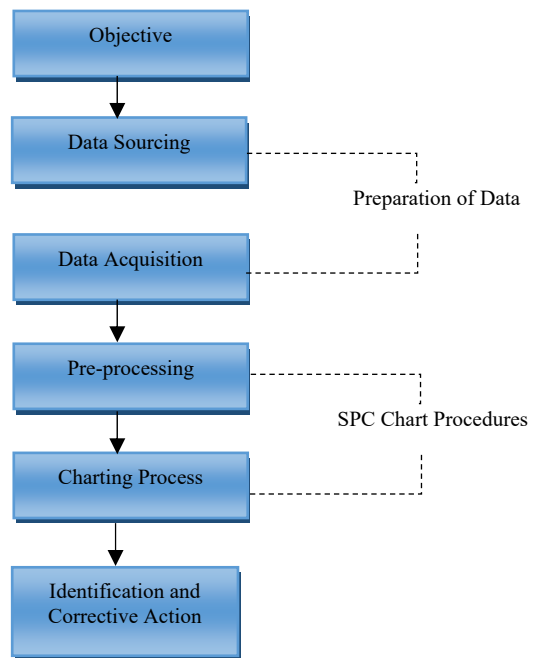 Objective
Data Sourcing
Preparation of Data
Data Acquisition
Pre-processing
SPC Chart Procedures
Charting Process
Identification and
Corrective Action